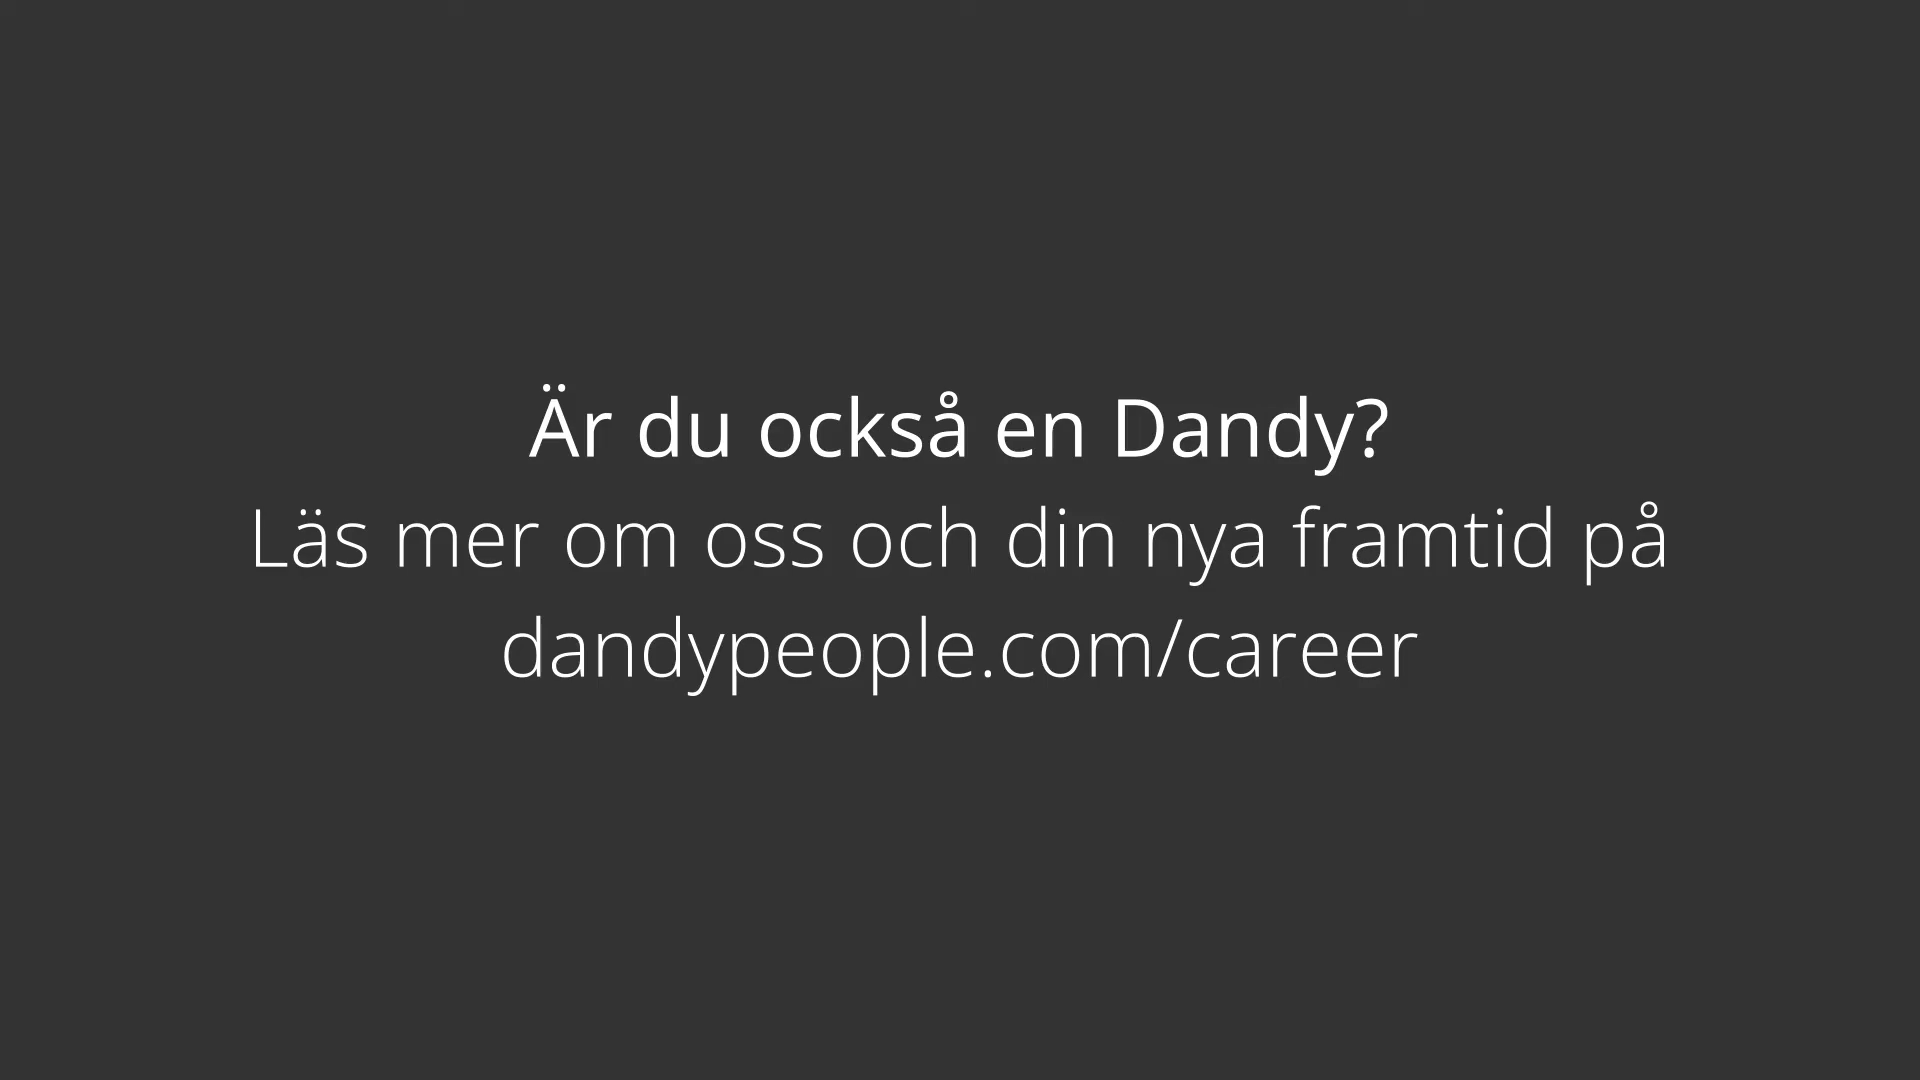 Är du också en Dandy?
Läs mer om oss och din nya framtid på
dandypeople.com/career